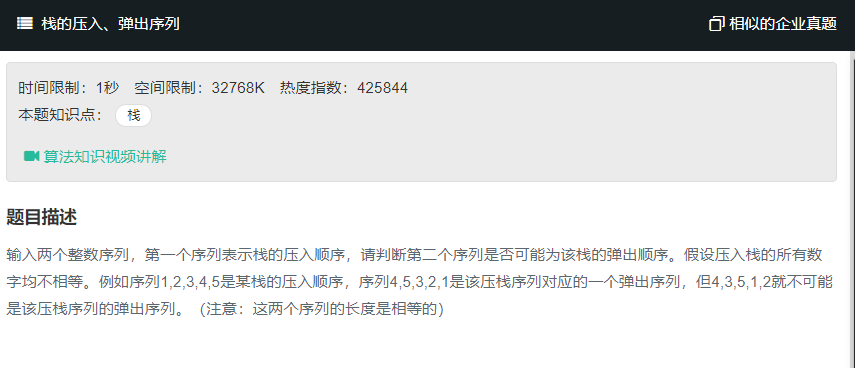 栈的压入、弹出序列
相似的企业真题
时间限制：1秒 空间限制：32768K 热度指数：425844
本题知识点： 栈
算法知识视频讲解
题目描述
输入两个整数序列，第一个序列表示栈的压入顺序，请判断第二个序列是否可能为该栈的弹出顺序。假设压入栈的所有数
字均不相等。例如序列1,2,3,4,5是某栈的压入顺序，序列4,5,3,2,1是该压栈序列对应的一个弹出序列，但4,3,5,1,2就不可能
是该压栈序列的弹出序列。（注意：这两个序列的长度是相等的）